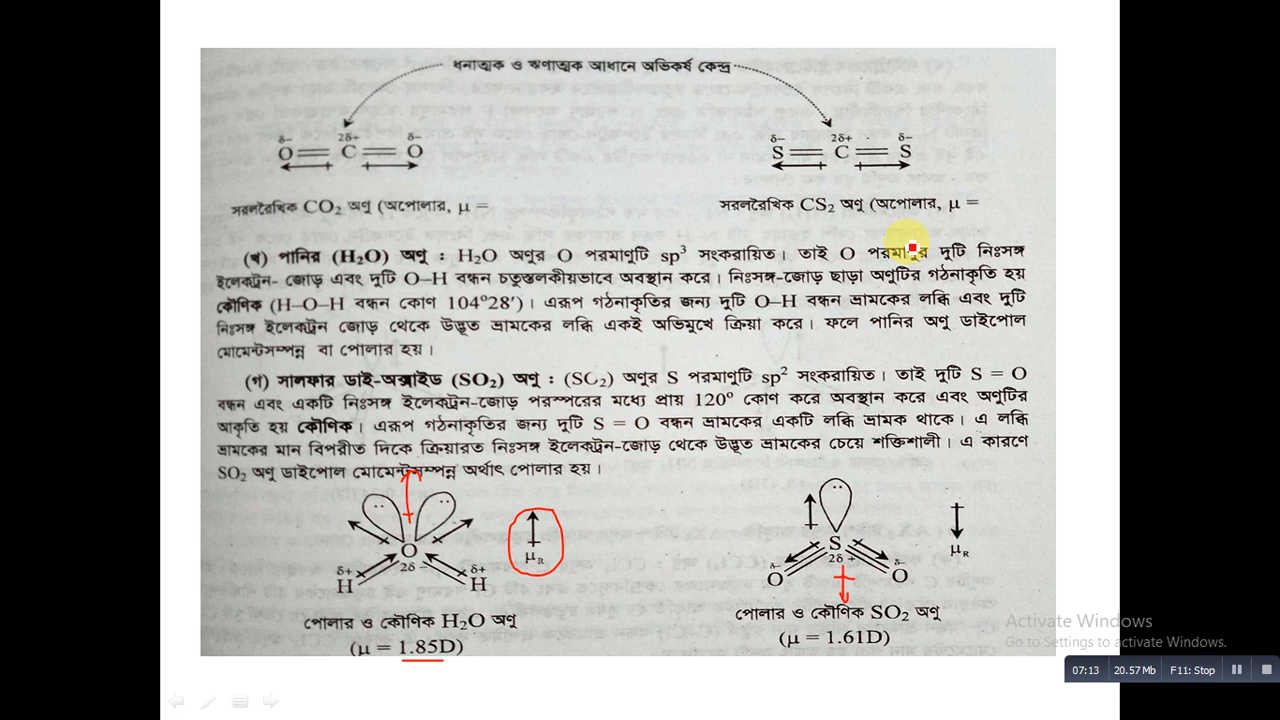 ধনাত্মক ও ঋণাত্মক আধানে অভিকর্ষ কেন্দ্র
δ– 2δ+ δ–
O = C = O
δ– 2δ+ δ–
S = C = S
সরলরৈখিক CO₂ অণু (অপোলার, μ =
সরলরৈখিক CS₂ অণু (অপোলার, μ =
(খ) পানির (H₂O) অণু : H₂O অণুর O পরমাণুটি sp³ সংকরায়িত। তাই O পরমাণুর দুটি নিঃসঙ্গ
ইলেকট্রন- জোড় এবং দুটি O–H বন্ধন চতুস্তলকীয়ভাবে অবস্থান করে। নিঃসঙ্গ-জোড় ছাড়া অণুটির গঠনাকৃতি হয়
কৌণিক (H–O–H বন্ধন কোণ 104°28′)। এরূপ গঠনাকৃতির জন্য দুটি O–H বন্ধন ভ্রামকের লব্ধি এবং দুটি
নিঃসঙ্গ ইলেকট্রন জোড় থেকে উদ্ভূত ভ্রামকের লব্ধি একই অভিমুখে ক্রিয়া করে। ফলে পানির অণু ডাইপোল
মোমেন্টসম্পন্ন বা পোলার হয়।
(গ) সালফার ডাই-অক্সাইড (SO₂) অণু : (SO₂) অণুর S পরমাণুটি sp² সংকরায়িত। তাই দুটি S = O
বন্ধন এবং একটি নিঃসঙ্গ ইলেকট্রন-জোড় পরস্পরের মধ্যে প্রায় 120° কোণ করে অবস্থান করে এবং অণুটির
আকৃতি হয় কৌণিক। এরূপ গঠনাকৃতির জন্য দুটি S = O বন্ধন ভ্রামকের একটি লব্ধি ভ্রামক থাকে। এ লব্ধি
ভ্রামকের মান বিপরীত দিকে ক্রিয়ারত নিঃসঙ্গ ইলেকট্রন-জোড় থেকে উদ্ভূত ভ্রামকের চেয়ে শক্তিশালী। এ কারণে
SO₂ অণু ডাইপোল মোমেন্টসম্পন্ন অর্থাৎ পোলার হয়।
O
δ+ 2δ– δ+
H H
μR
S
δ– 2δ+ δ–
O O
μR
পোলার ও কৌণিক H₂O অণু
(μ = 1.85D)
পোলার ও কৌণিক SO₂ অণু
(μ = 1.61D)
Activate Windows
Go to Settings to activate Windows.
07:13 20.57 Mb F11: Stop